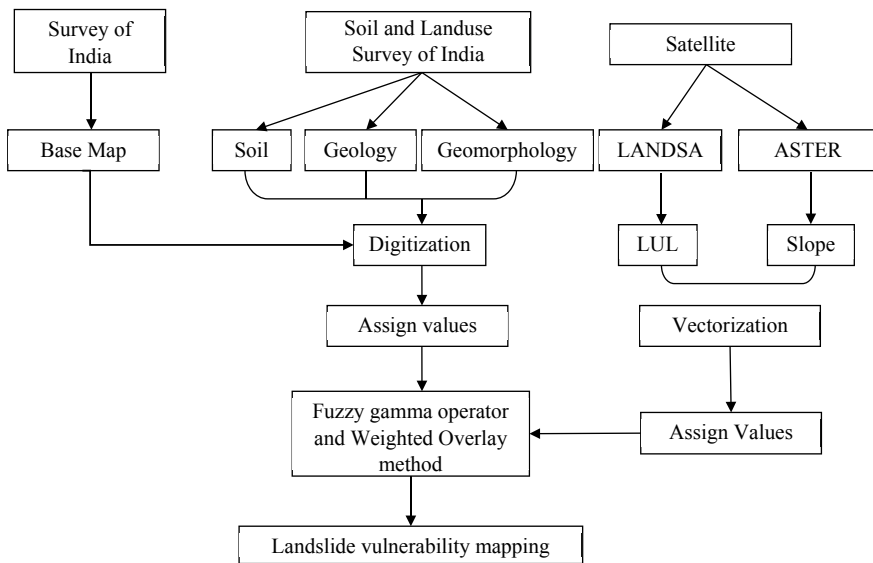 Survey of
India
Soil and Landuse
Survey of India
Satellite
Base Map
Soil
Geology
Geomorphology
LANDSA
ASTER
Digitization
LUL
Slope
Assign values
Vectorization
Fuzzy gamma operator
and Weighted Overlay
method
Assign Values
Landslide vulnerability mapping